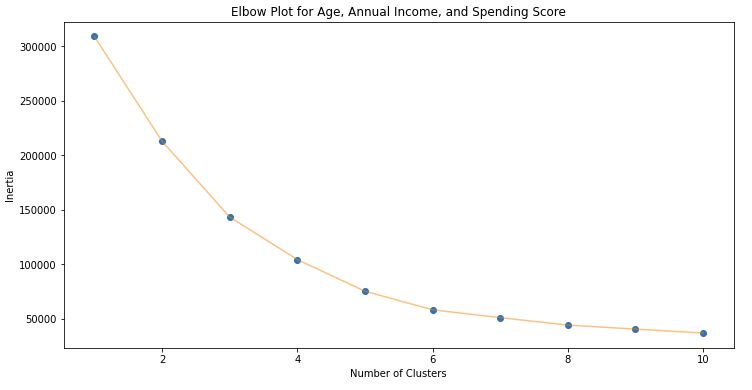 Elbow Plot for Age, Annual Income, and Spending Score
300000
250000
200000
150000
100000
50000
Inertia
2 4 6 8 10
Number of Clusters